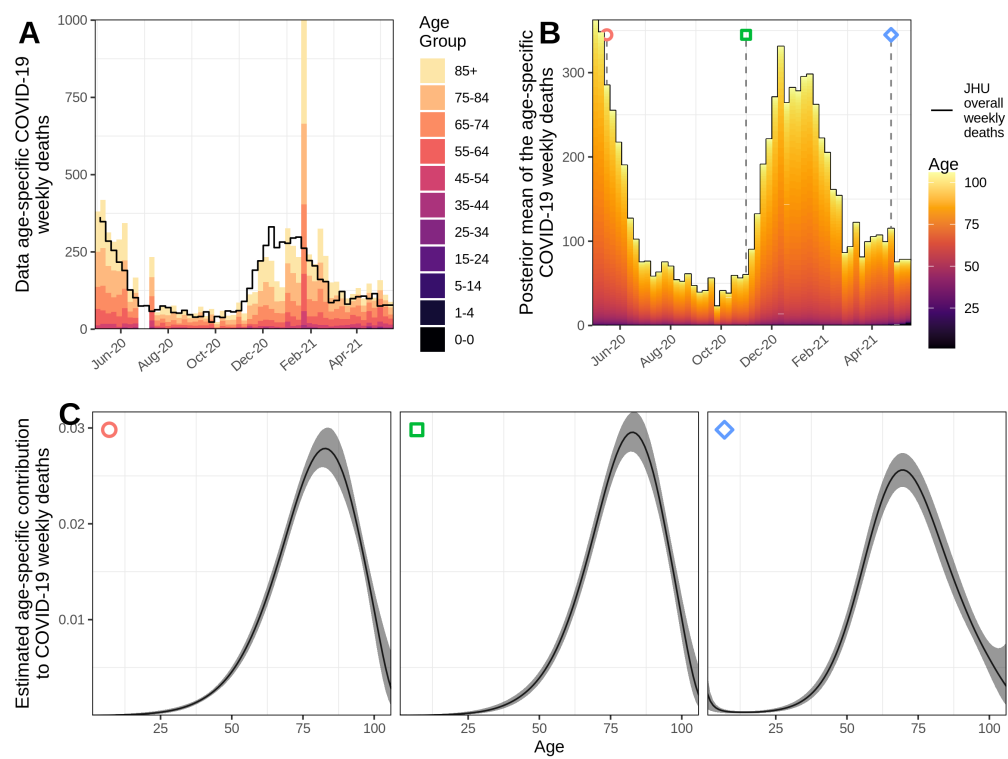 A
Data age-specific COVID-19
weekly deaths
1000
750
500
250
0
Jun-20
Aug-20
Oct-20
Dec-20
Feb-21
Apr-21
Age
Group
85+
75-84
65-74
55-64
45-54
35-44
25-34
15-24
5-14
1-4
0-0
B
Posterior mean of the age-specific
COVID-19 weekly deaths
300
200
100
0
Jun-20
Aug-20
Oct-20
Dec-20
Feb-21
Apr-21
JHU
overall
weekly
deaths
Age
100
75
50
25
C
Estimated age-specific contribution
to COVID-19 weekly deaths
0.03
0.02
0.01
25
50
75
100
25
50
75
100
25
50
75
100
Age